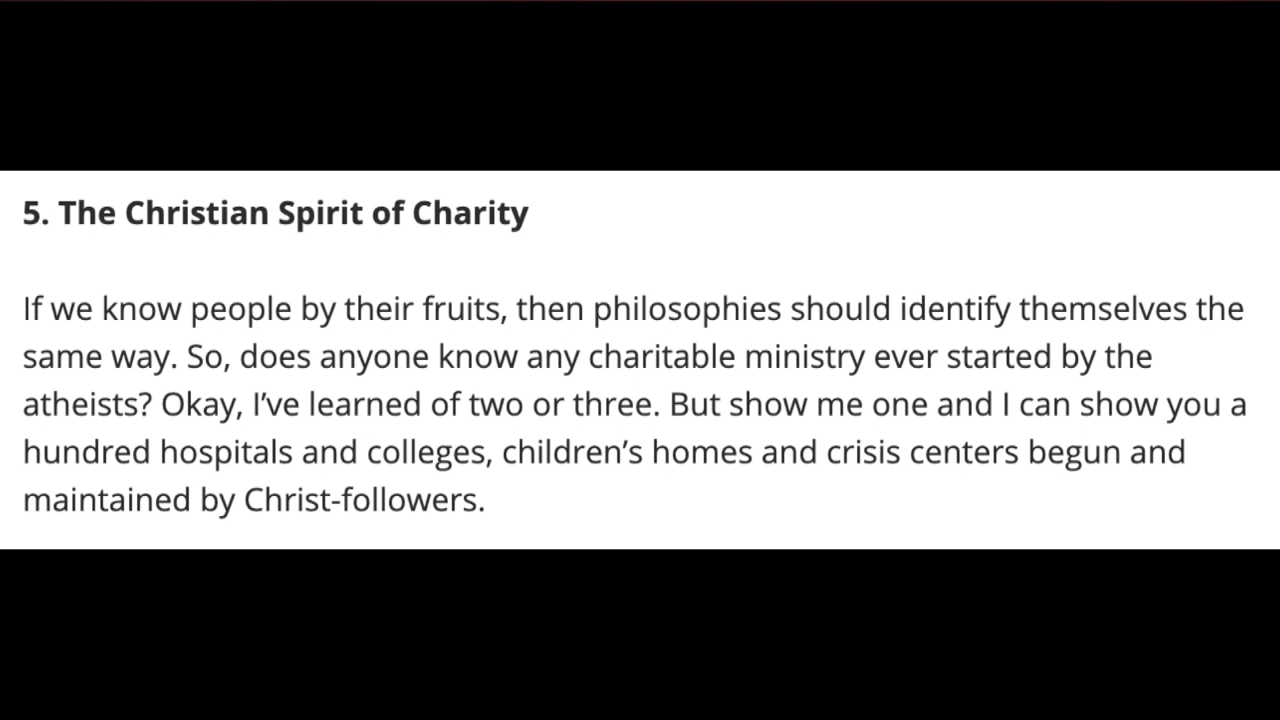 5. The Christian Spirit of Charity
If we know people by their fruits, then philosophies should identify themselves the
same way. So, does anyone know any charitable ministry ever started by the
atheists? Okay, I’ve learned of two or three. But show me one and I can show you a
hundred hospitals and colleges, children’s homes and crisis centers begun and
maintained by Christ-followers.